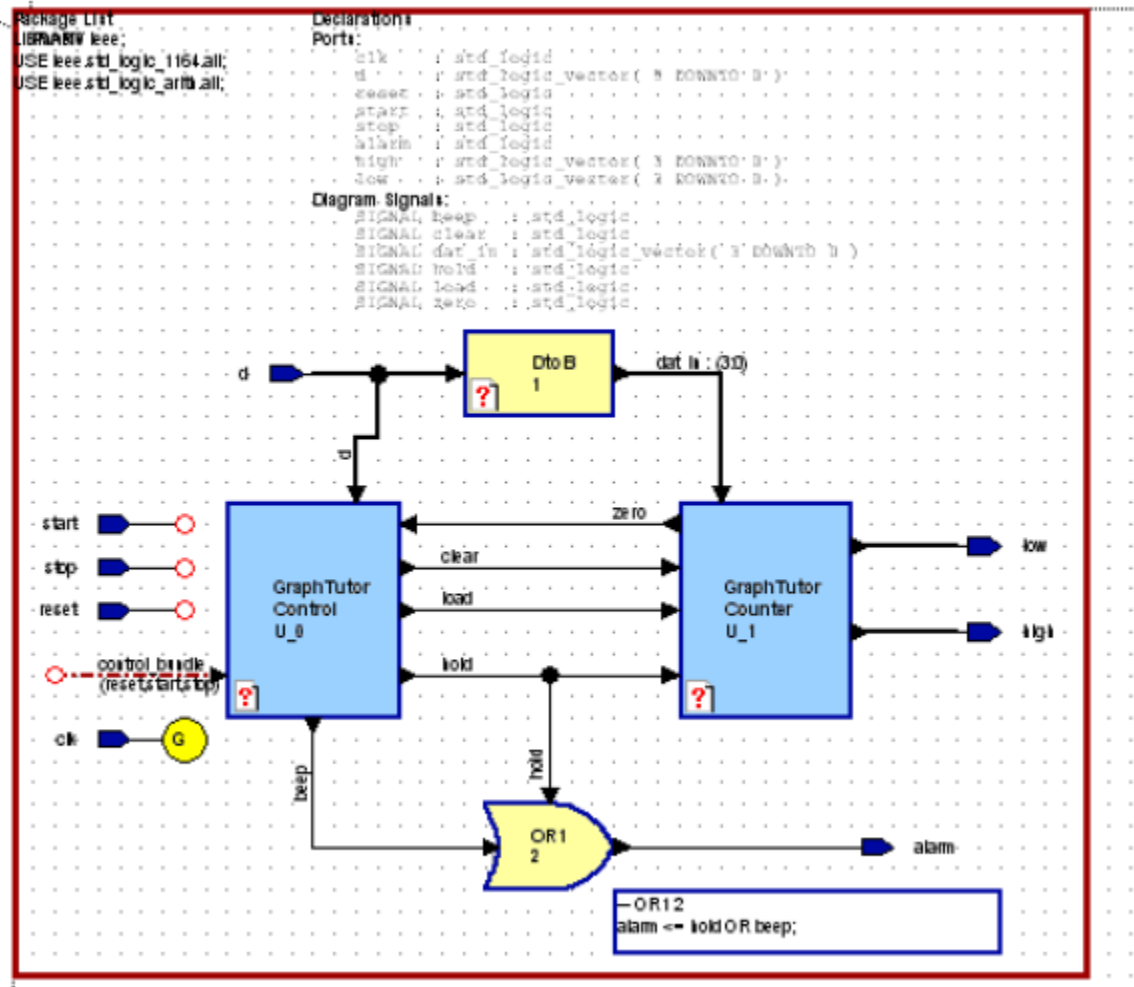 Package List
LIBRARY ieee;
USE ieee.std_logic_1164.all;
USE ieee.std_logic_arith.all;
Declarations
Ports:
clk : std_logic
d : std_logic_vector( 9 DOWNTO 0 )
reset : std_logic
start : std_logic
stop : std_logic
alarm : std_logic
high : std_logic_vector( 3 DOWNTO 0 )
low : std_logic_vector( 3 DOWNTO 0 )
Diagram Signals:
SIGNAL beep : std_logic
SIGNAL clear : std_logic
SIGNAL dat_in : std_logic_vector( 3 DOWNTO 0 )
SIGNAL hold : std_logic
SIGNAL load : std_logic
SIGNAL zero : std_logic
d
DtoB
1
?
dat in : (3:0)
d
start
stop
reset
control_bundle
(reset,start,stop)
clk
G
GraphTutor
Control
U_0
?
zero
clear
load
hold
GraphTutor
Counter
U_1
?
low
high
beep
hold
OR1
2
alarm
-- OR1 2
alarm <= hold OR beep;